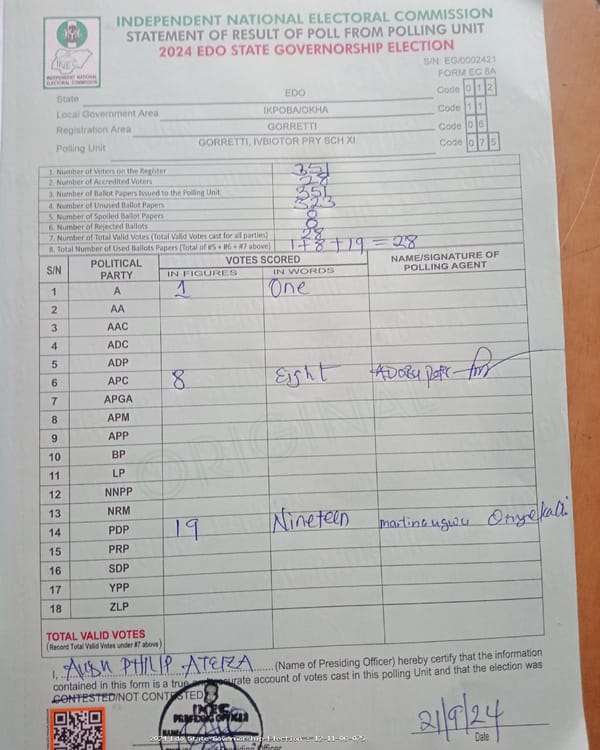 INDEPENDENT NATIONAL ELECTORAL COMMISSION
STATEMENT OF RESULT OF POLL FROM POLLING UNIT
2024 EDO STATE GOVERNORSHIP ELECTION
INEC
INDEPENDENT NATIONAL
ELECTORAL COMMISSION
S/N: EG/0002421
FORM EC 8A
State EDO Code 0 1 2
Local Government Area IKPOBA/OKHA Code 1 1
Registration Area GORRETTI Code 0 6
Polling Unit GORRETTI, IVBIOTOR PRY SCH XI Code 0 7 5
1. Number of Voters on the Register 351
2. Number of Accredited Voters 28
3. Number of Ballot Papers Issued to the Polling Unit 351
4. Number of Unused Ballot Papers 323
5. Number of Spoiled Ballot Papers 0
6. Number of Rejected Ballots 0
7. Number of Total Valid Votes (Total Valid Votes cast for all parties) 28
8. Total Number of Used Ballots Papers (Total of #5 + #6 + #7 above) 1+8+19=28
S/N POLITICAL PARTY VOTES SCORED NAME/SIGNATURE OF POLLING AGENT
IN FIGURES IN WORDS
1 A 1 One
2 AA
3 AAC
4 ADC
5 ADP
6 APC 8 Eight
7 APGA
8 APM
9 APP
10 BP
11 LP
12 NNPP
13 NRM
14 PDP 19 Nineteen
15 PRP
16 SDP
17 YPP
18 ZLP
ORIGINAL
TOTAL VALID VOTES
(Record Total Valid Votes under #7 above)
I, PHILIP (Name of Presiding Officer) hereby certify that the information
contained in this form is a true urate account of votes cast in this polling Unit and that the election was
CONTESTED/NOT CONTESTED
INEC
PRESIDING OFFICER
21/9/24
Date